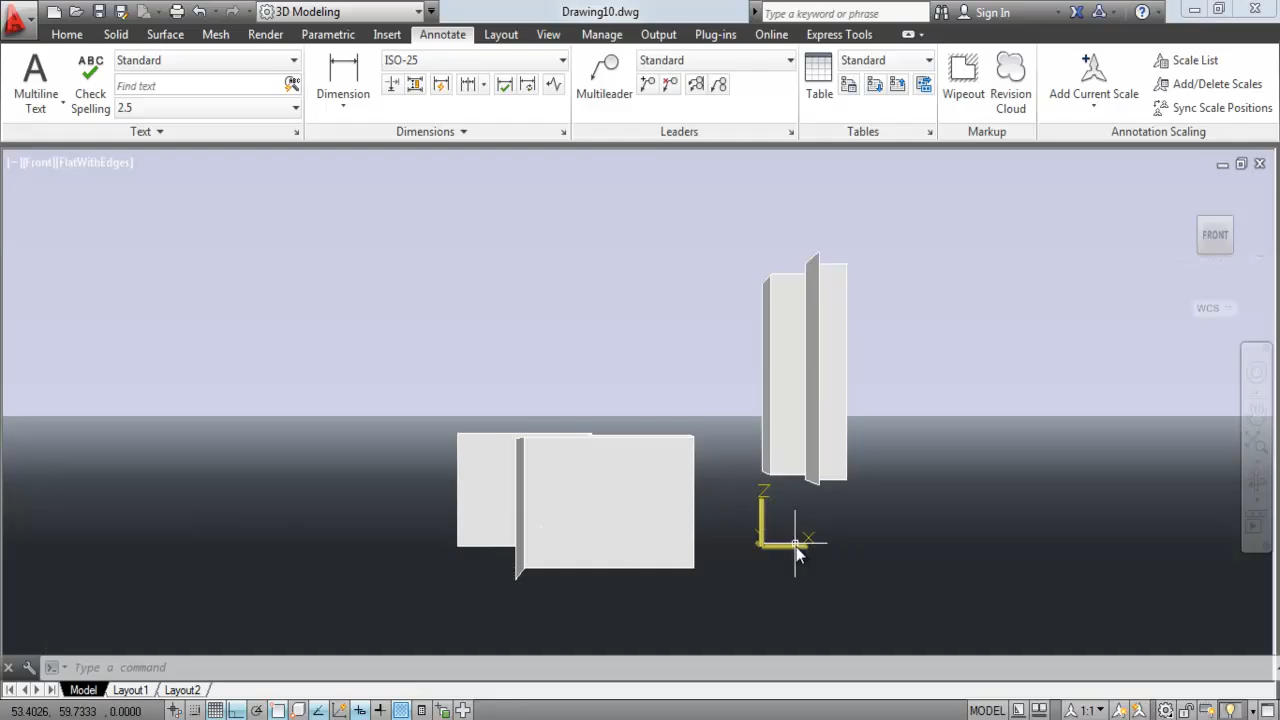 3D Modeling
Drawing10.dwg
Type a keyword or phrase
Sign In
Home Solid Surface Mesh Render Parametric Insert Annotate Layout View Manage Output Plug-ins Online Express Tools
Multiline
Text
ABC
Check
Spelling
Standard
Find text
2.5
Text
Dimension
ISO-25
Dimensions
Multileader
Standard
Leaders
Table
Standard
Tables
Wipeout
Revision
Cloud
Markup
Add Current Scale
Scale List
Add/Delete Scales
Sync Scale Positions
Annotation Scaling
[−][Front][FlatWithEdges]
FRONT
WCS
Z
X
Type a command
Model Layout1 Layout2
53.4026, 59.7333 , 0.0000
MODEL
1:1